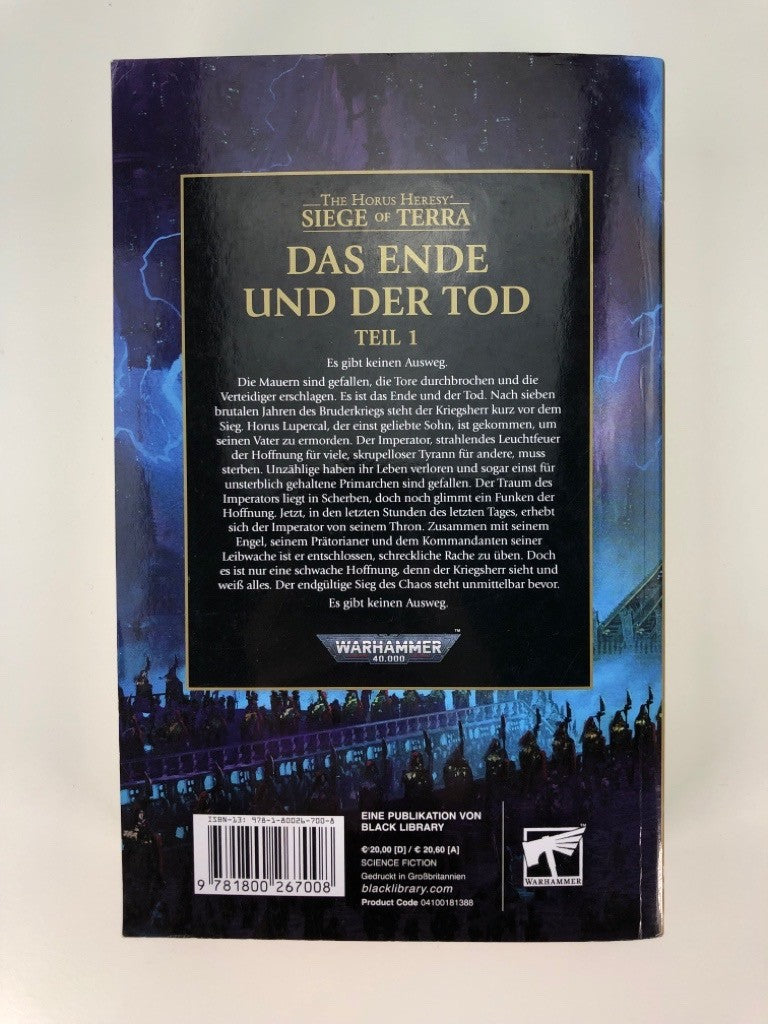 THE HORUS HERESY™
SIEGE OF TERRA
DAS ENDE
UND DER TOD
TEIL 1
Es gibt keinen Ausweg.
Die Mauern sind gefallen, die Tore durchbrochen und die
Verteidiger erschlagen. Es ist das Ende und der Tod. Nach sieben
brutalen Jahren des Bruderkriegs steht der Kriegsherr kurz vor dem
Sieg. Horus Lupercal, der einst geliebte Sohn, ist gekommen, um
seinen Vater zu ermorden. Der Imperator, strahlendes Leuchtfeuer
der Hoffnung für viele, skrupelloser Tyrann für andere, muss
sterben. Unzählige haben ihr Leben verloren und sogar einst für
unsterblich gehaltene Primarchen sind gefallen. Der Traum des
Imperators liegt in Scherben, doch noch glimmt ein Funken der
Hoffnung. Jetzt, in den letzten Stunden des letzten Tages, erhebt
sich der Imperator von seinem Thron. Zusammen mit seinem
Engel, seinem Prätorianer und dem Kommandanten seiner
Leibwache ist er entschlossen, schreckliche Rache zu üben. Doch
es ist nur eine schwache Hoffnung, denn der Kriegsherr sieht und
weiß alles. Der endgültige Sieg des Chaos steht unmittelbar bevor.
Es gibt keinen Ausweg.
WARHAMMER™
40.000
ISBN-13: 978-1-80026-700-8
9 781800 267008
EINE PUBLIKATION VON
BLACK LIBRARY
€ 20,00 [D] / € 20,60 [A]
SCIENCE FICTION
Gedruckt in Großbritannien
blacklibrary.com
Product Code 04100181388
WARHAMMER™